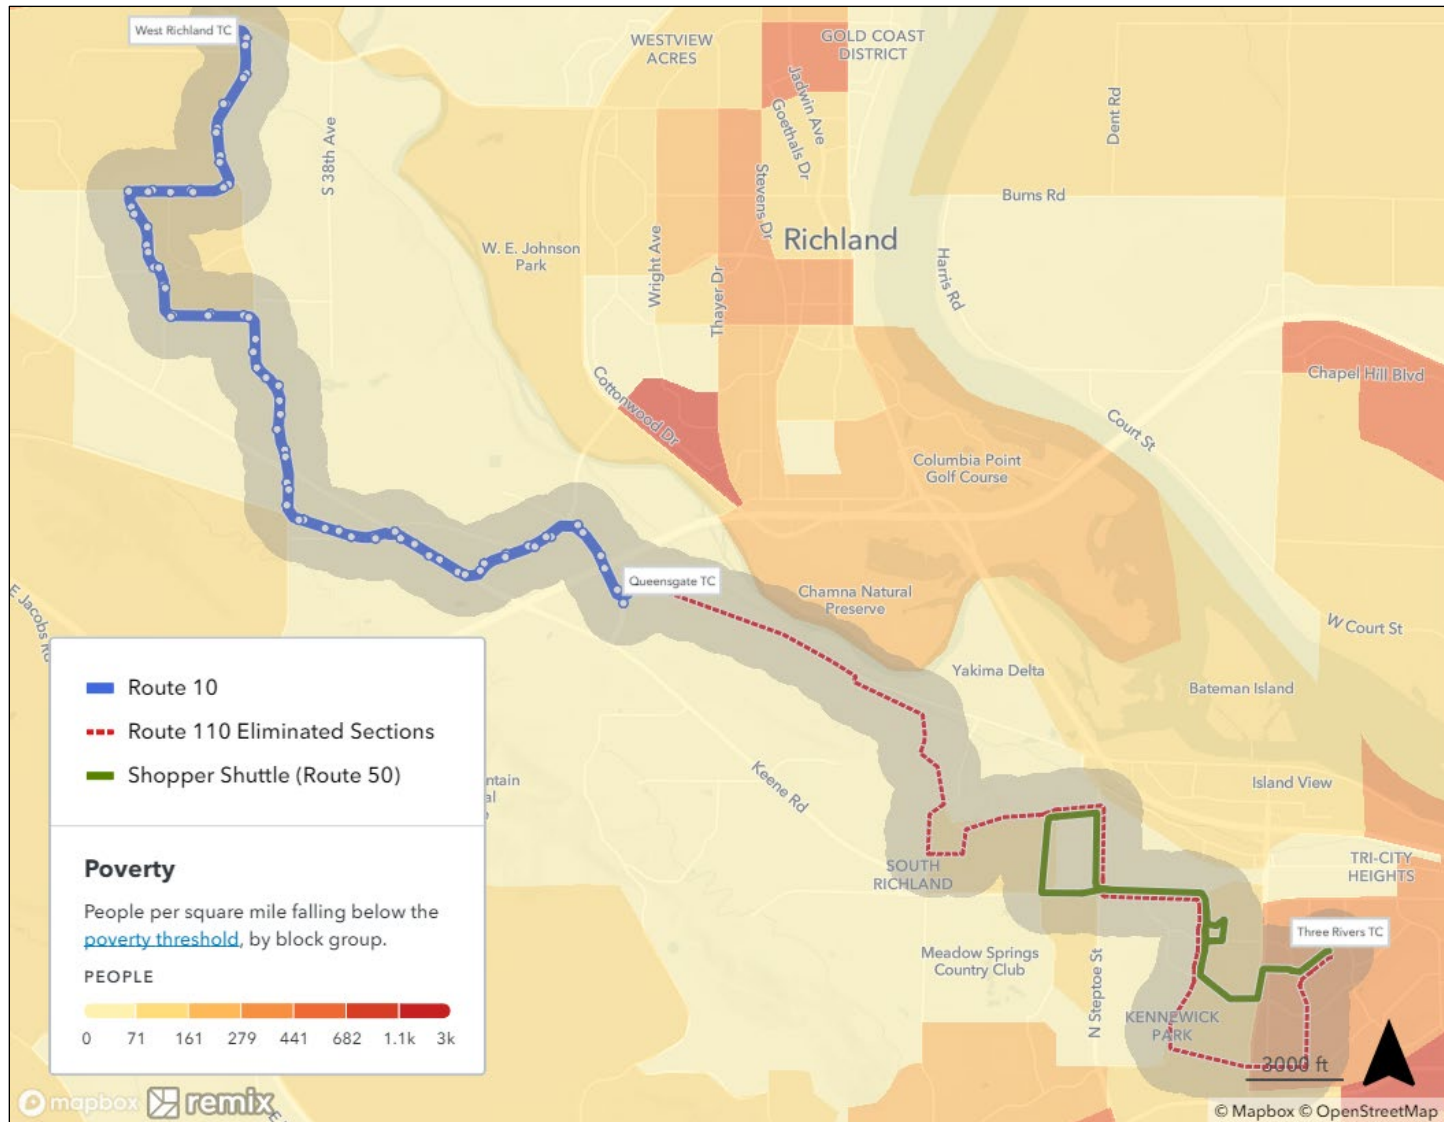 West Richland TC
WESTVIEW
ACRES
GOLD COAST
DISTRICT
Jadwin Ave
Goethals Dr
Dent Rd
S 38th Ave
Stevens Dr
Burns Rd
W. E. Johnson
Park
Wright Ave
Richland
Harris Rd
Thayer Dr
Cottonwood Dr
Chapel Hill Blvd
Court St
Columbia Point
Golf Course
Queensgate TC
Chamna Natural
Preserve
E Jacobs Rd
W Court St
Yakima Delta
Bateman Island
Route 10
Route 110 Eliminated Sections
Shopper Shuttle (Route 50)
ntain
al
Keene Rd
Island View
Poverty
People per square mile falling below the
poverty threshold, by block group.
PEOPLE
0 71 161 279 441 682 1.1k 3k
SOUTH
RICHLAND
TRI-CITY
HEIGHTS
Three Rivers TC
Meadow Springs
Country Club
N Steptoe St
KENNEWICK
PARK
3000 ft
mapbox remix
© Mapbox © OpenStreetMap